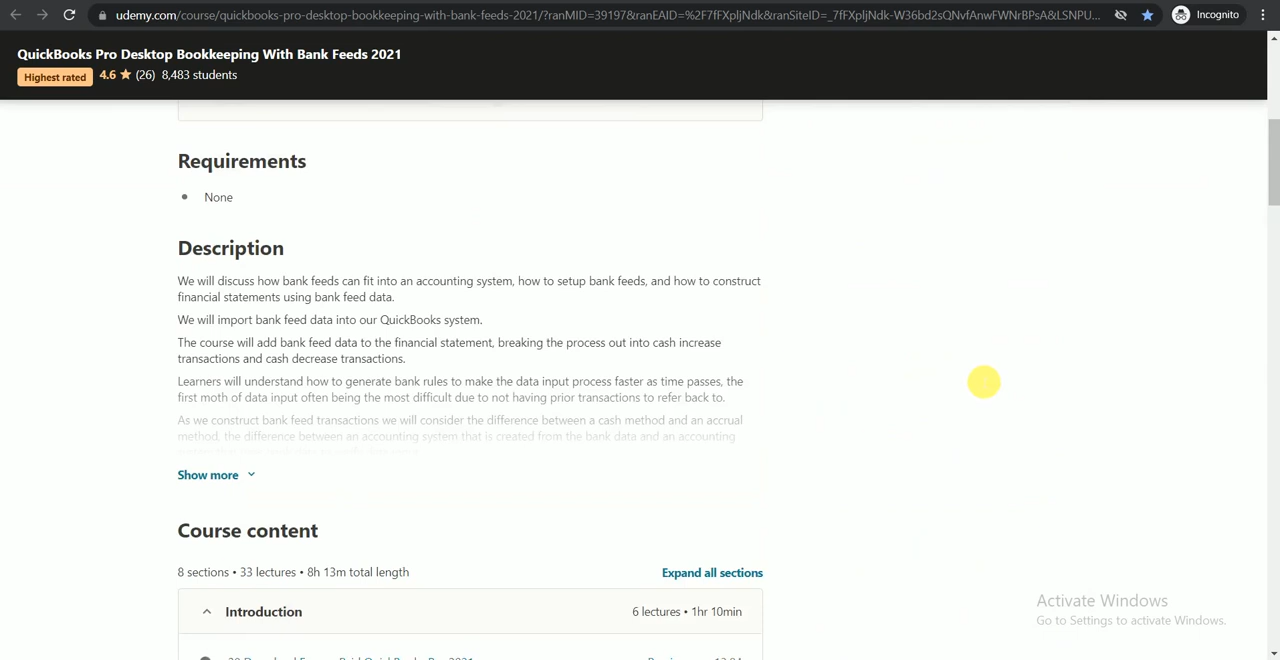 udemy.com/course/quickbooks-pro-desktop-bookkeeping-with-bank-feeds-2021/?ranMID=39197&ranEAID=%2F7fFXpljNdk&ranSiteID=_7fFXpljNdk-W36bd2sQNvfAnwFWNrBPsA&LSNPU... Incognito
QuickBooks Pro Desktop Bookkeeping With Bank Feeds 2021
Highest rated 4.6 (26) 8,483 students
Requirements
None
Description
We will discuss how bank feeds can fit into an accounting system, how to setup bank feeds, and how to construct
financial statements using bank feed data.
We will import bank feed data into our QuickBooks system.
The course will add bank feed data to the financial statement, breaking the process out into cash increase
transactions and cash decrease transactions.
Learners will understand how to generate bank rules to make the data input process faster as time passes, the
first moth of data input often being the most difficult due to not having prior transactions to refer back to.
As we construct bank feed transactions we will consider the difference between a cash method and an accrual
method, the difference between an accounting system that is created from the bank data and an accounting
Show more
Course content
8 sections • 33 lectures • 8h 13m total length Expand all sections
Introduction 6 lectures • 1hr 10min
Activate Windows
Go to Settings to activate Windows.